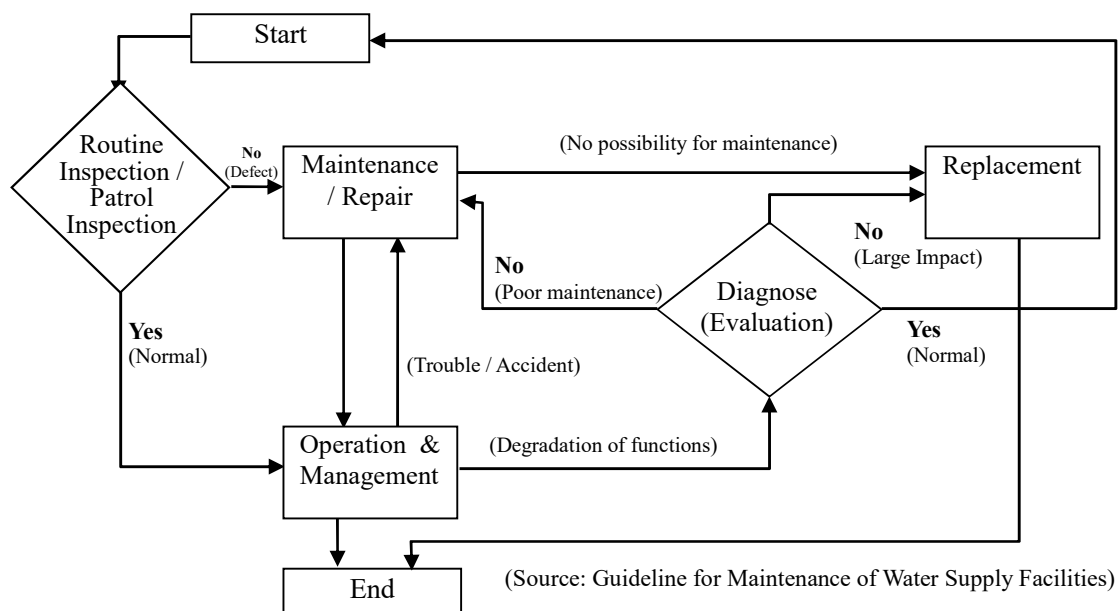 Start
Routine
Inspection /
Patrol
Inspection
No
(Defect)
Maintenance
/ Repair
(No possibility for maintenance)
Replacement
No
(Large Impact)
No
(Poor maintenance)
Diagnose
(Evaluation)
Yes
(Normal)
Yes
(Normal)
(Trouble / Accident)
Operation &
Management
(Degradation of functions)
End
(Source: Guideline for Maintenance of Water Supply Facilities)